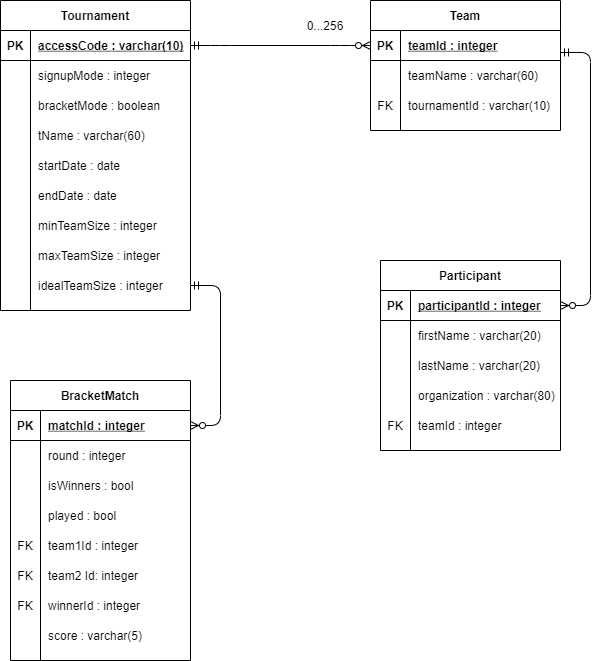 Tournament
PK accessCode : varchar(10)
signupMode : integer
bracketMode : boolean
tName : varchar(60)
startDate : date
endDate : date
minTeamSize : integer
maxTeamSize : integer
idealTeamSize : integer
0...256
Team
PK teamId : integer
teamName : varchar(60)
FK tournamentId : varchar(10)
Participant
PK participantId : integer
firstName : varchar(20)
lastName : varchar(20)
organization : varchar(80)
FK teamId : integer
BracketMatch
PK matchId : integer
round : integer
isWinners : bool
played : bool
FK team1Id : integer
FK team2 Id: integer
FK winnerId : integer
score : varchar(5)